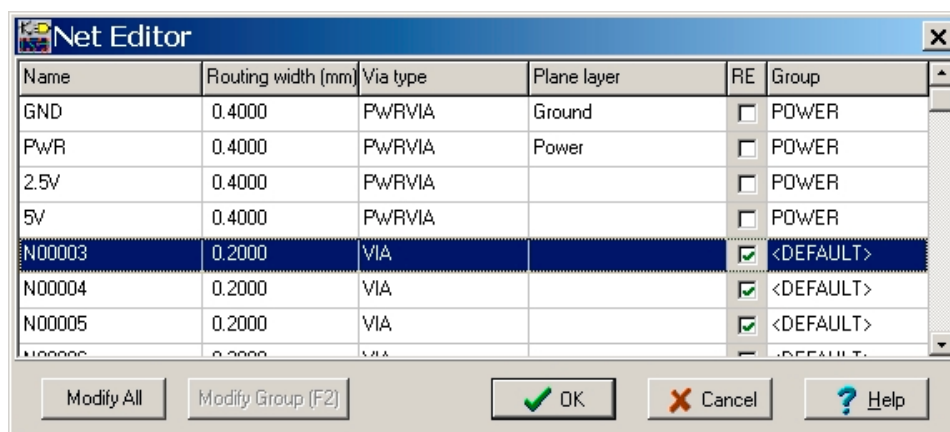 Net Editor
Name Routing width (mm) Via type Plane layer RE Group
GND 0.4000 PWRVIA Ground POWER
PWR 0.4000 PWRVIA Power POWER
2.5V 0.4000 PWRVIA POWER
5V 0.4000 PWRVIA POWER
N00003 0.2000 VIA <DEFAULT>
N00004 0.2000 VIA <DEFAULT>
N00005 0.2000 VIA <DEFAULT>
Modify All Modify Group (F2) OK Cancel Help